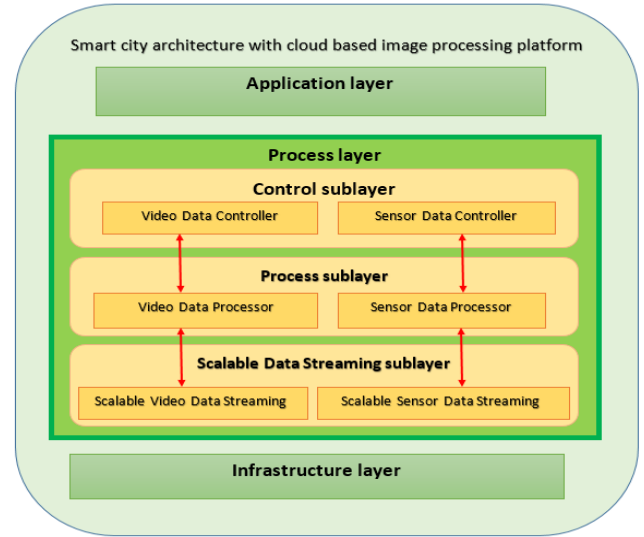 Smart city architecture with cloud based image processing platform
Application layer
Process layer
Control sublayer
Video Data Controller
Sensor Data Controller
Process sublayer
Video Data Processor
Sensor Data Processor
Scalable Data Streaming sublayer
Scalable Video Data Streaming
Scalable Sensor Data Streaming
Infrastructure layer